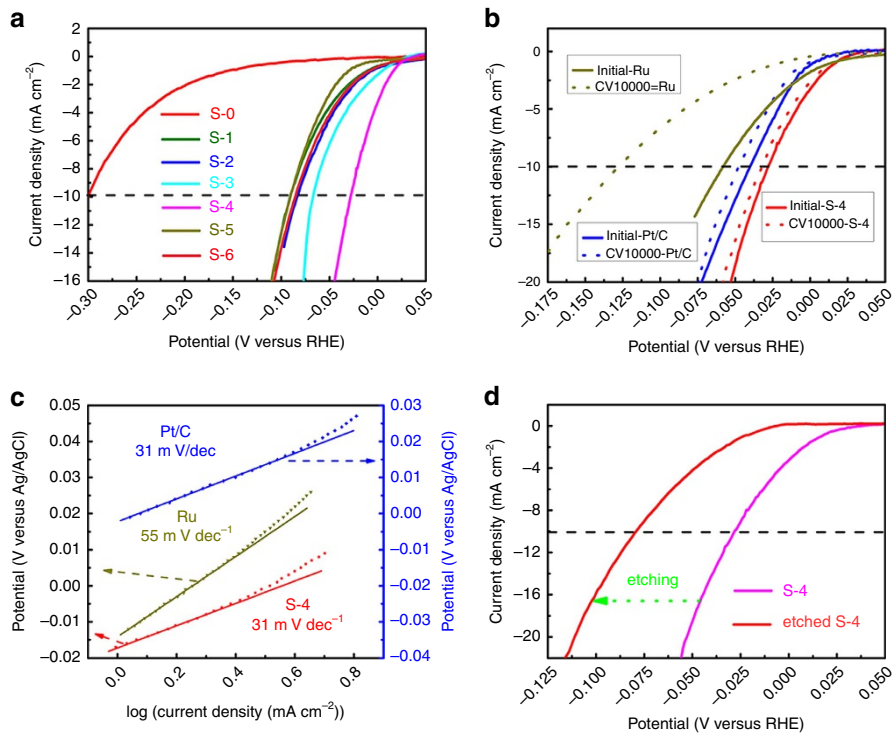 a
2
0
−2
−4
−6
−8
−10
−12
−14
−16
Current density (mA cm−2)
S-0
S-1
S-2
S-3
S-4
S-5
S-6
−0.30
−0.25
−0.20
−0.15
−0.10
−0.05
0.00
0.05
Potential (V versus RHE)
b
0
−5
−10
−15
−20
Current density (mA cm−2)
Initial-Ru
CV10000=Ru
Initial-Pt/C
CV10000-Pt/C
Initial-S-4
CV10000-S-4
−0.175
−0.150
−0.125
−0.100
−0.075
−0.050
−0.025
0.000
0.025
0.050
Potential (V versus RHE)
c
0.05
0.04
0.03
0.02
0.01
0.00
−0.01
−0.02
Potential (V versus Ag/AgCl)
Pt/C
31 m V/dec
Ru
55 m V dec−1
S-4
31 m V dec−1
0.03
0.02
0.01
0.00
−0.01
−0.02
−0.03
−0.04
Potential (V versus Ag/AgCl)
0.0
0.2
0.4
0.6
0.8
log (current density (mA cm−2))
d
0
−4
−8
−12
−16
−20
Current density (mA cm−2)
etching
S-4
etched S-4
−0.125
−0.100
−0.075
−0.050
−0.025
0.000
0.025
0.050
Potential (V versus RHE)